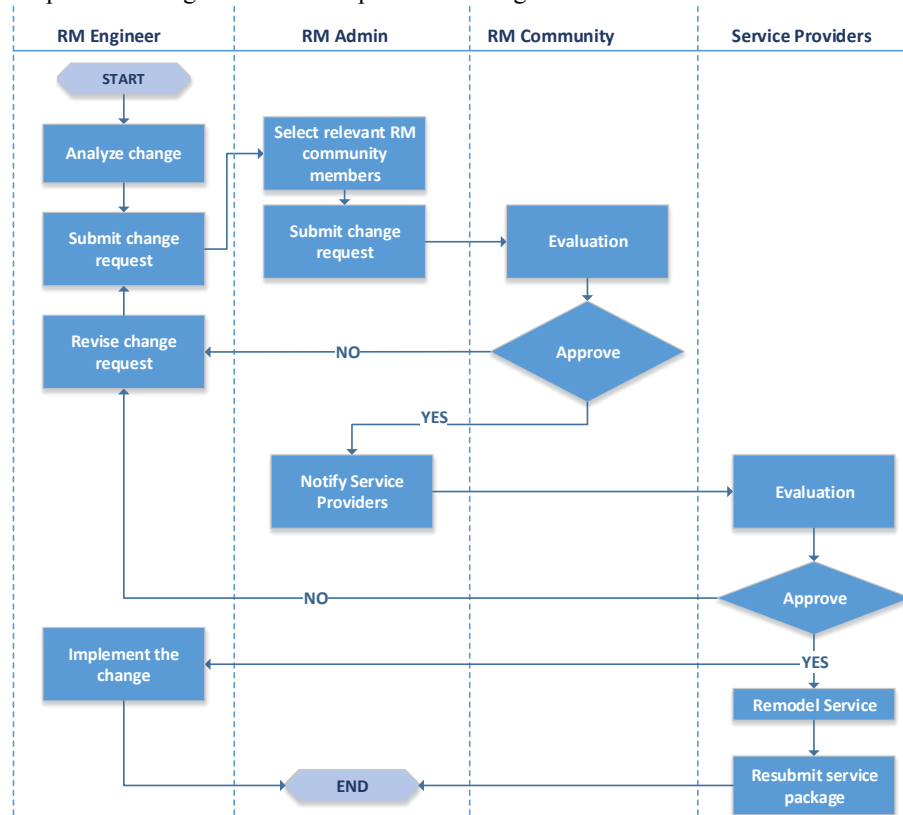 RM Engineer
RM Admin
RM Community
Service Providers
START
Analyze change
Select relevant RM
community
members
Submit change
request
Submit change
request
Evaluation
Revise change
request
NO
Approve
YES
Notify Service
Providers
Evaluation
NO
Approve
Implement the
change
YES
Remodel Service
END
Resubmit service
package